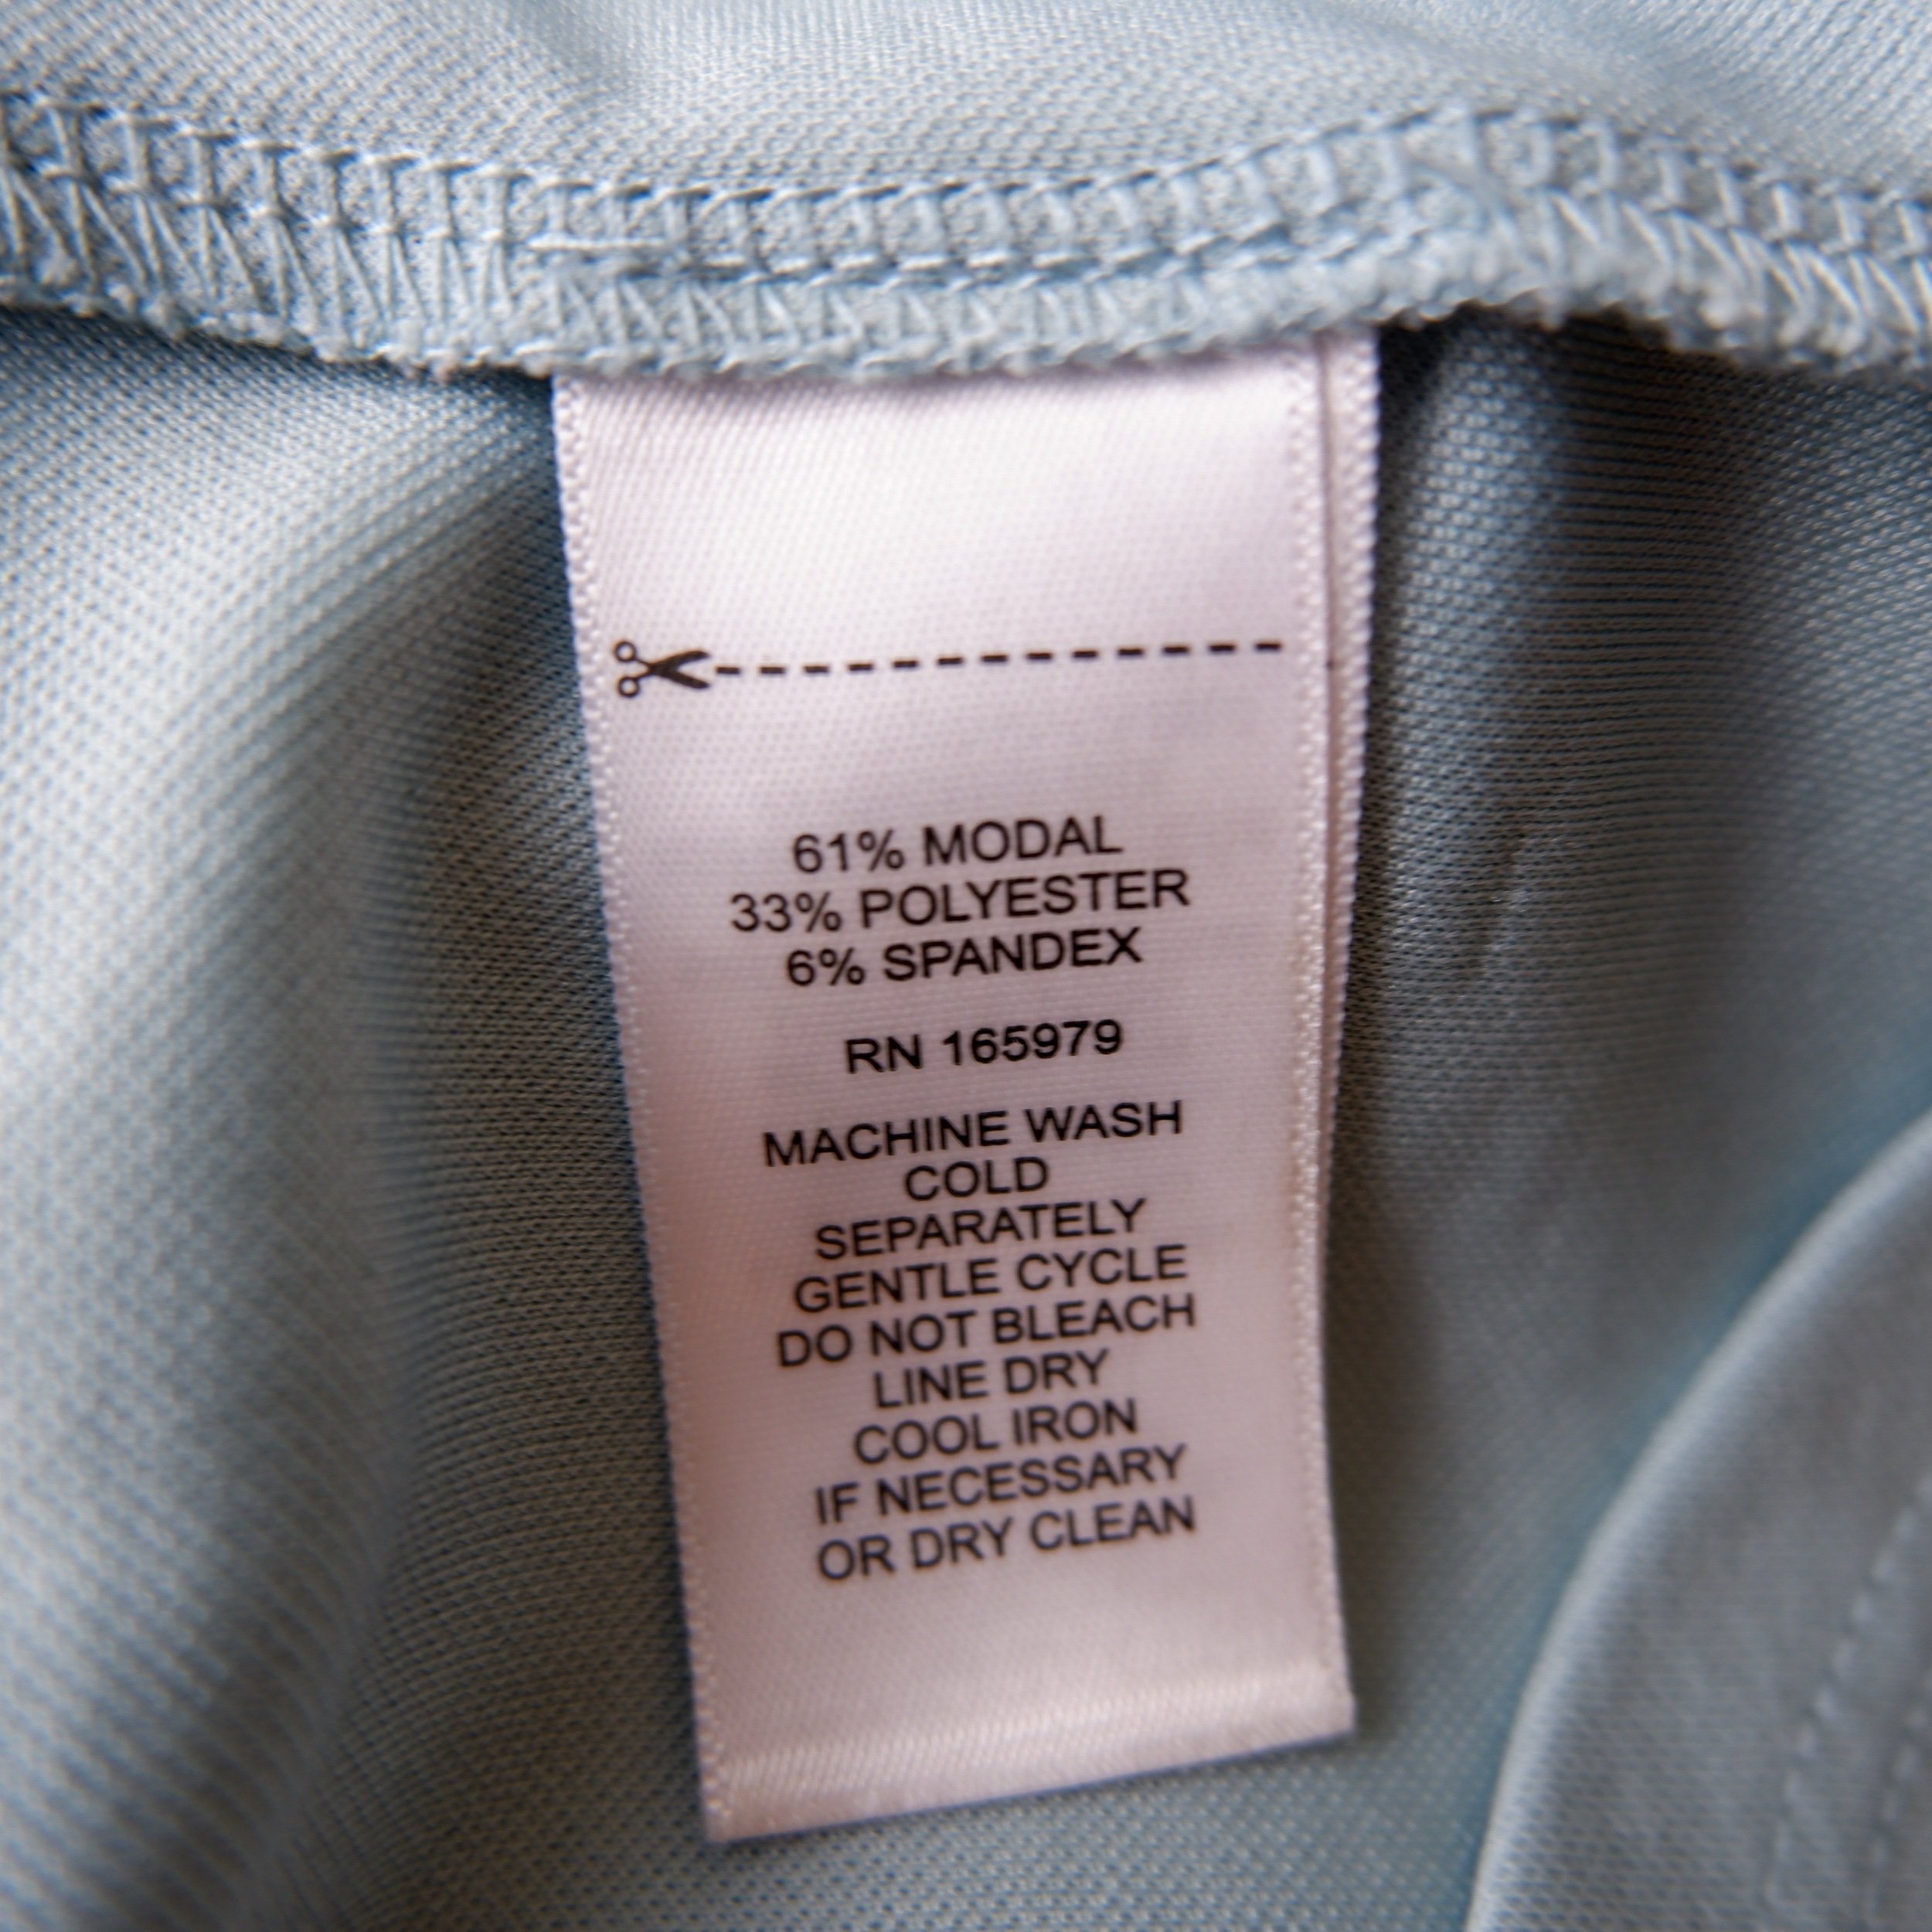 61% MODAL
33% POLYESTER
6% SPANDEX
RN 165979
MACHINE WASH
COLD
SEPARATELY
GENTLE CYCLE
DO NOT BLEACH
LINE DRY
COOL IRON
IF NECESSARY
OR DRY CLEAN